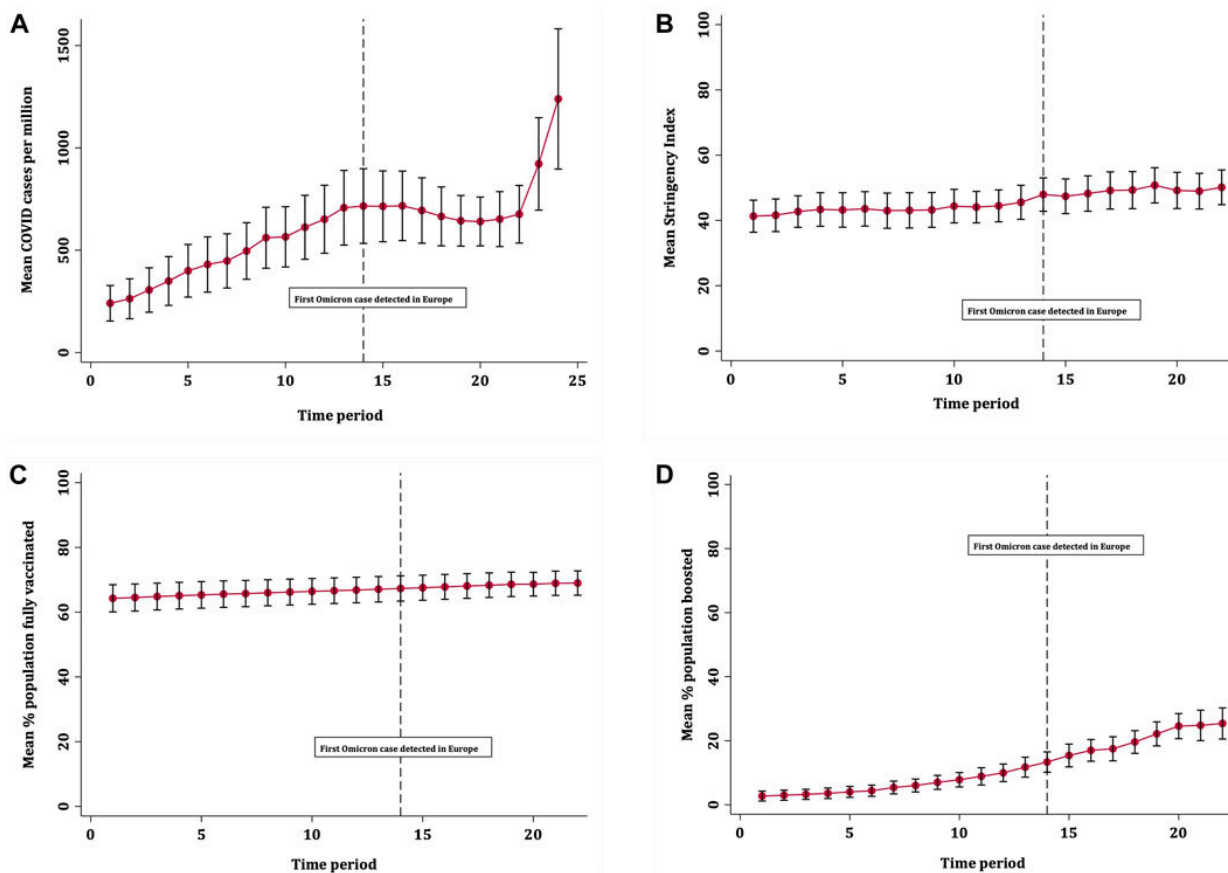 A
Mean COVID cases per million
1500
1000
500
0
First Omicron case detected in Europe
0 5 10 15 20 25
Time period
B
Mean Stringency Index
100
80
60
40
20
0
First Omicron case detected in Europe
0 5 10 15 20
Time period
C
Mean % population fully vaccinated
100
80
60
40
20
0
First Omicron case detected in Europe
0 5 10 15 20
Time period
D
Mean % population boosted
100
80
60
40
20
0
First Omicron case detected in Europe
0 5 10 15 20
Time period